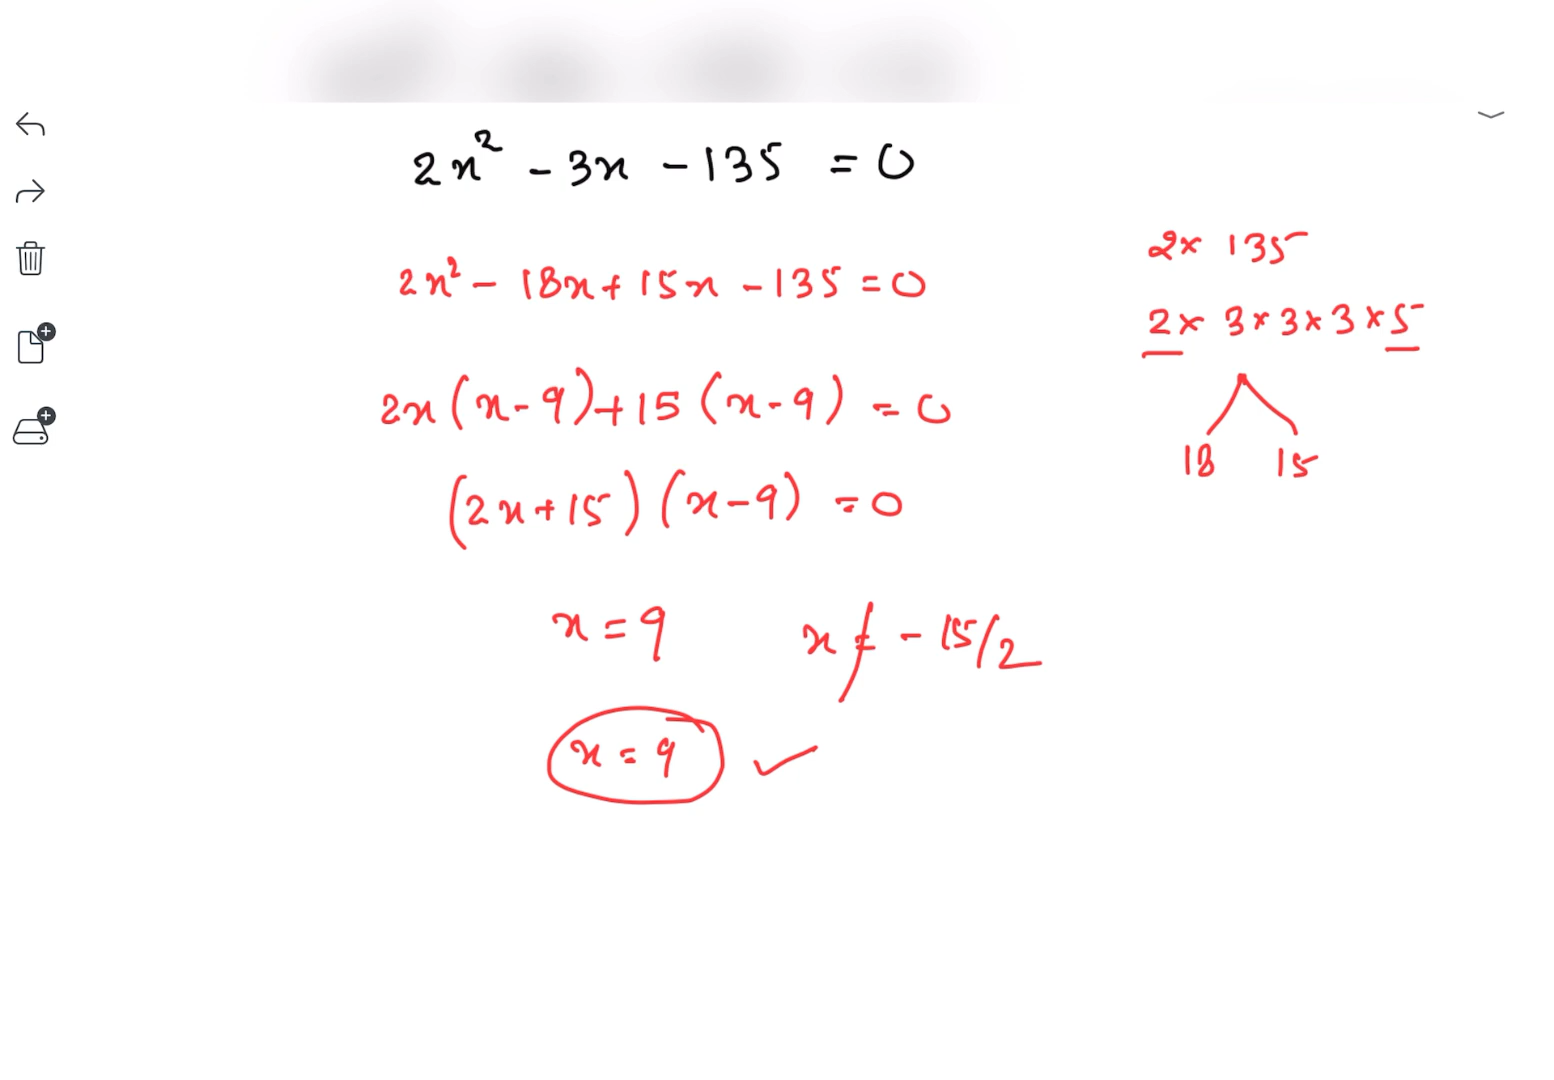 2x² - 3x - 135 = 0
2x² - 18x + 15x - 135 = 0
2x (x - 9) + 15 (x - 9) = 0
(2x + 15) (x - 9) = 0
x = 9 x ≠ - 15/2
x = 9 ✓
2 x 135
2 x 3 x 3 x 3 x 5
18 15